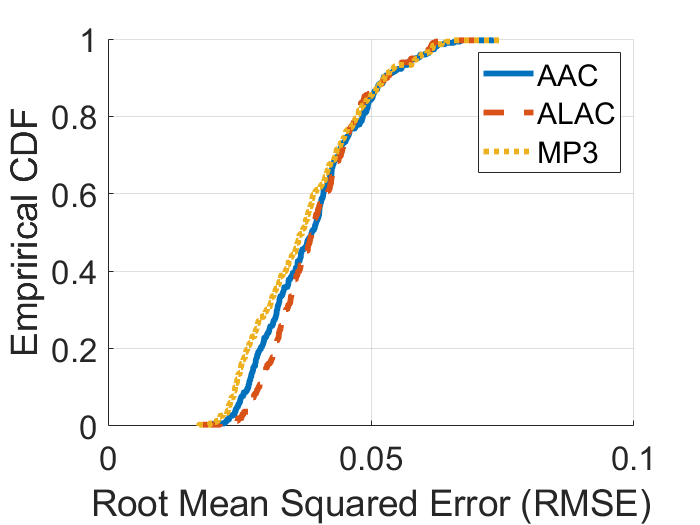 1
0.8
0.6
0.4
0.2
0
Emprirical CDF
AAC
ALAC
MP3
0
0.05
0.1
Root Mean Squared Error (RMSE)